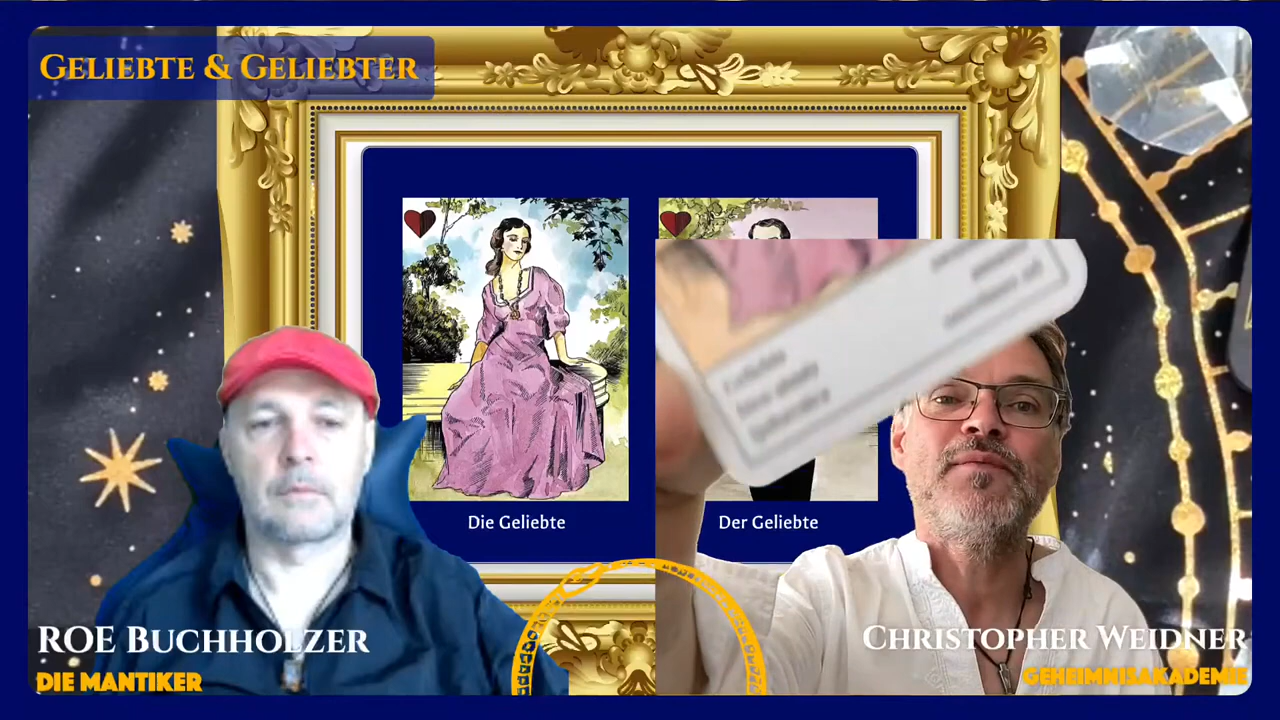 GELIEBTE & GELIEBTER
Die Geliebte
Der Geliebte
ROE BUCHHOLZER
CHRISTOPHER WEIDNER
DIE MANTIKER
GEHEIMNISAKADEMIE